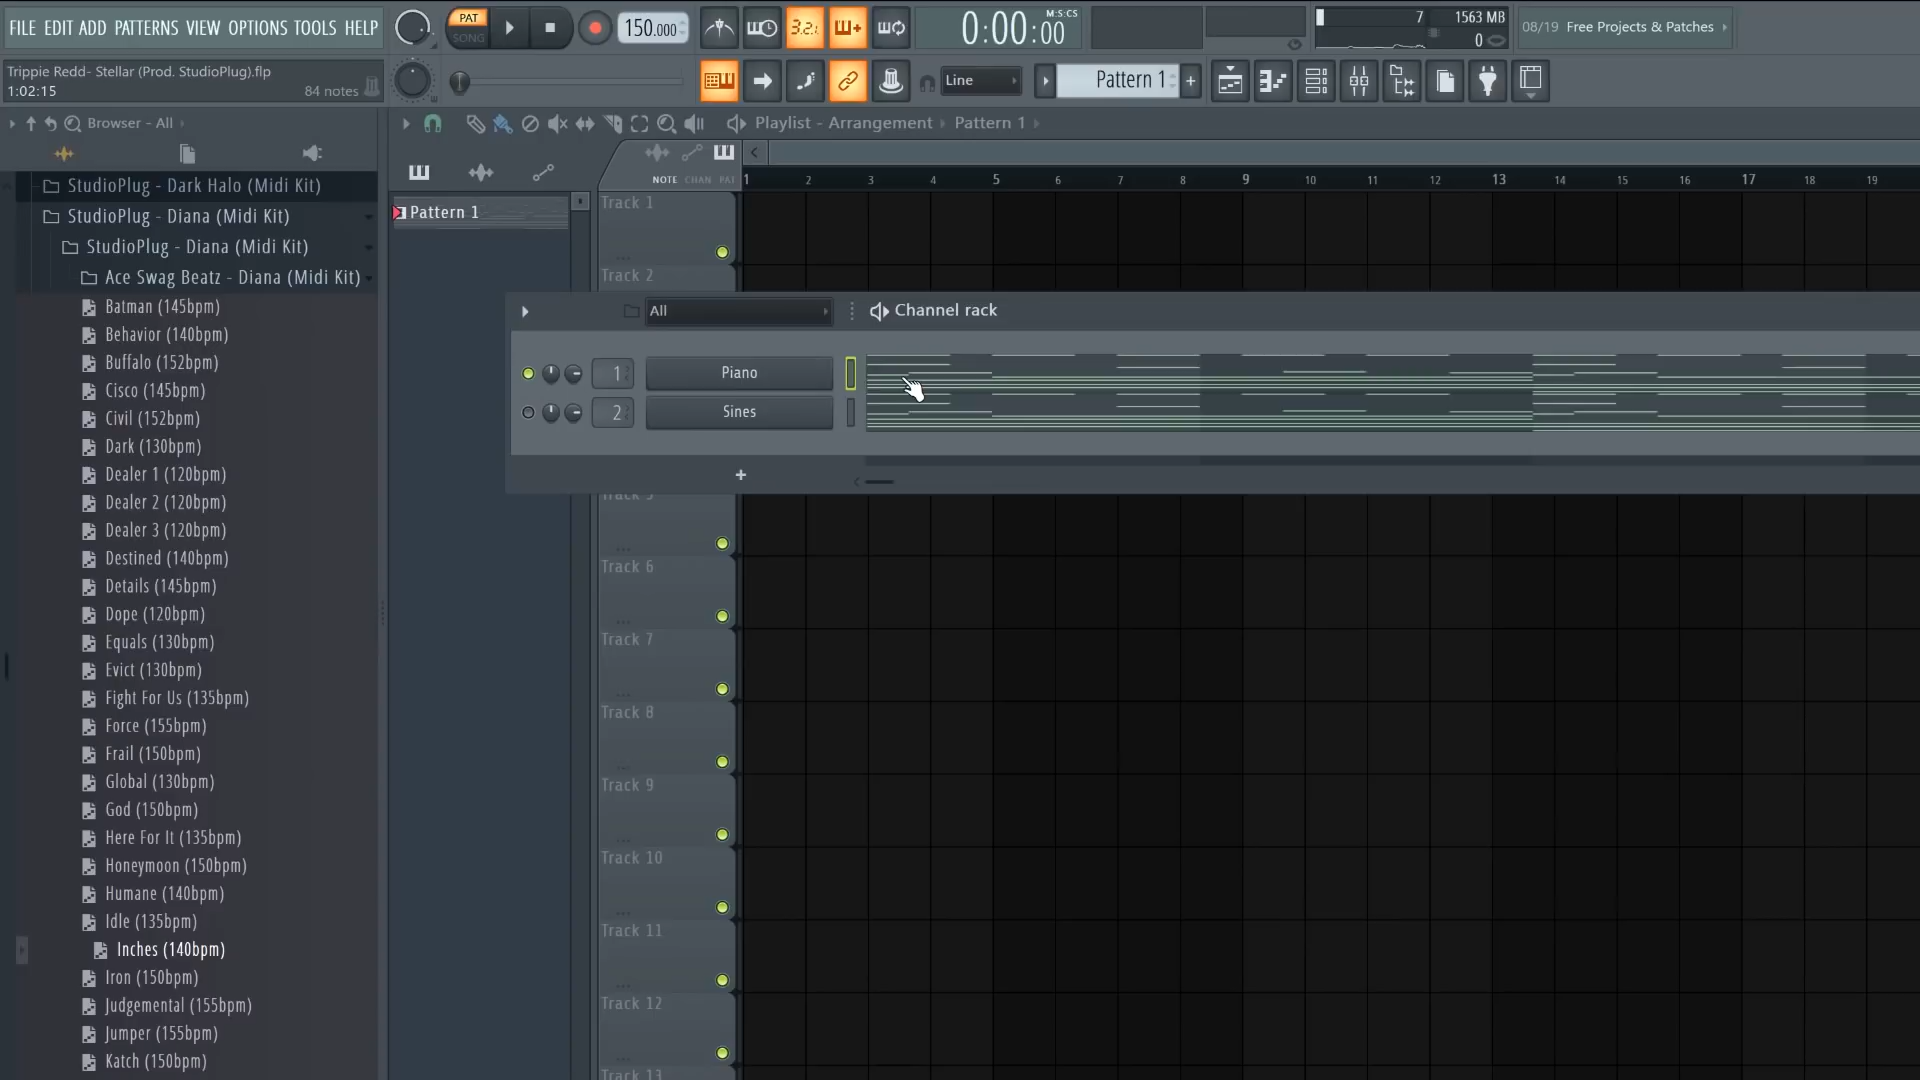 FILE EDIT ADD PATTERNS VIEW OPTIONS TOOLS HELP
PAT
SONG
150.000
3.2.
0:00:00
M:S:CS
7
1563 MB
0
08/19 Free Projects & Patches
Trippie Redd- Stellar (Prod. StudioPlug).flp
1:02:15
84 notes
Line
Pattern 1
+
Browser - All
Playlist - Arrangement
Pattern 1
NOTE CHAN PAT
1 2 3 4 5 6 7 8 9 10 11 12 13 14 15 16 17 18 19
StudioPlug - Dark Halo (Midi Kit)
StudioPlug - Diana (Midi Kit)
StudioPlug - Diana (Midi Kit)
Ace Swag Beatz - Diana (Midi Kit)
Batman (145bpm)
Behavior (140bpm)
Buffalo (152bpm)
Cisco (145bpm)
Civil (152bpm)
Dark (130bpm)
Dealer 1 (120bpm)
Dealer 2 (120bpm)
Dealer 3 (120bpm)
Destined (140bpm)
Details (145bpm)
Dope (120bpm)
Equals (130bpm)
Evict (130bpm)
Fight For Us (135bpm)
Force (155bpm)
Frail (150bpm)
Global (130bpm)
God (150bpm)
Here For It (135bpm)
Honeymoon (150bpm)
Humane (140bpm)
Idle (135bpm)
Inches (140bpm)
Iron (150bpm)
Judgemental (155bpm)
Jumper (155bpm)
Katch (150bpm)
Pattern 1
Track 1
Track 2
All
Channel rack
1 Piano
2 Sines
+
Track 5
Track 6
Track 7
Track 8
Track 9
Track 10
Track 11
Track 12
Track 13